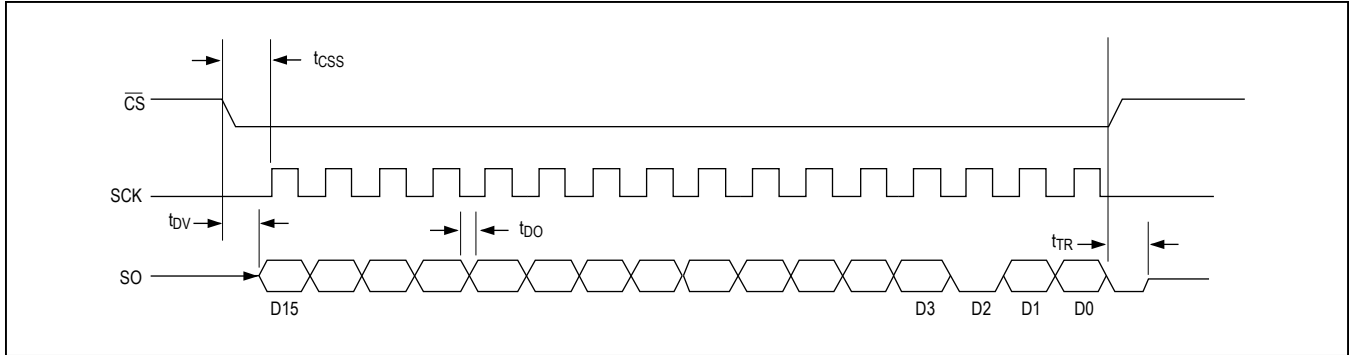 tCSS
CS
SCK
tDV
tDO
tTR
SO
D15 D3 D2 D1 D0